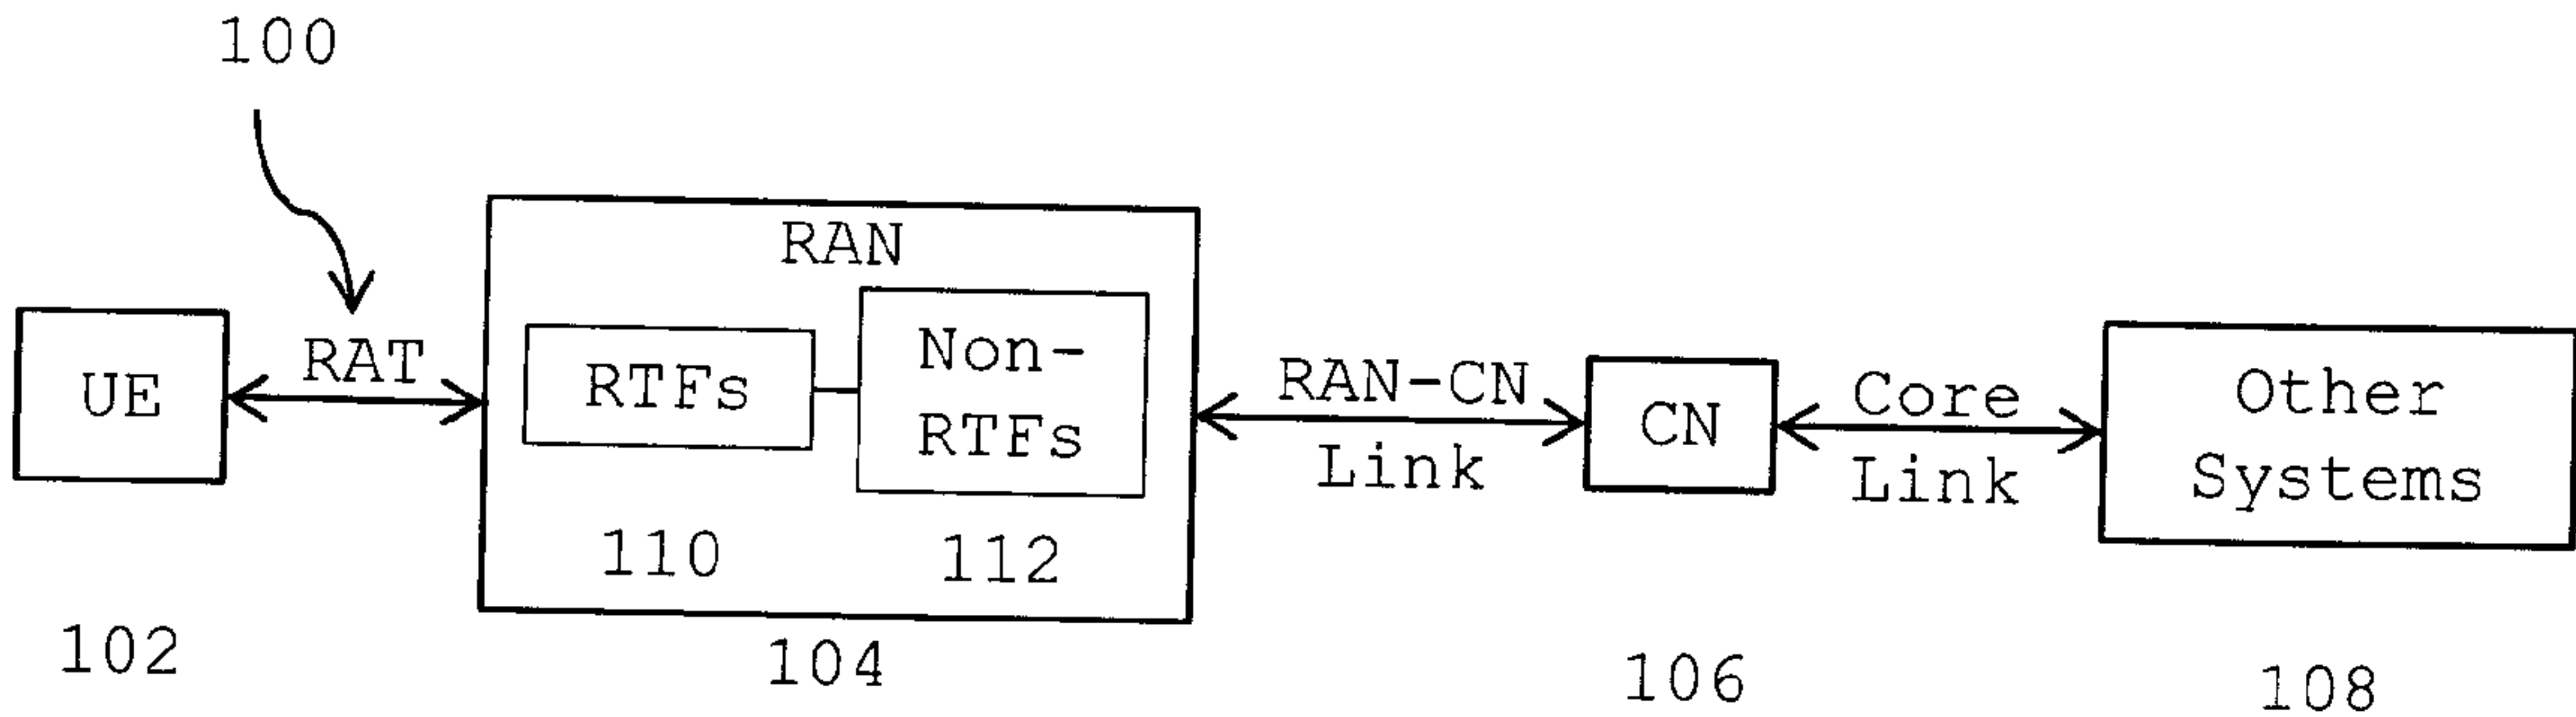 100
RAN
UE
RAT
RTFs
Non-
RTFs
RAN-CN
Link
CN
Core
Link
Other
Systems
110
112
102
104
106
108